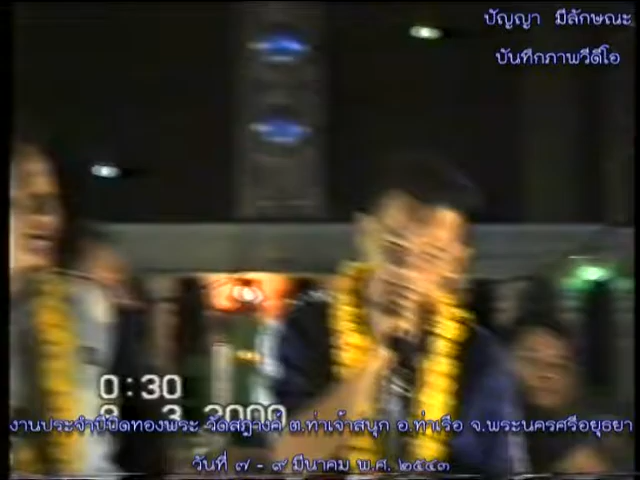 ปัญญา มีลักษณะ
บันทึกภาพวีดีโอ
0:30
8. 3.2000
งานประจำปีปิดทองพระ วัดสฎางค์ ต.ท่าเจ้าสนุก อ.ท่าเรือ จ.พระนครศรีอยุธยา
วันที่ ๗ - ๙ มีนาคม พ.ศ. ๒๕๔๓